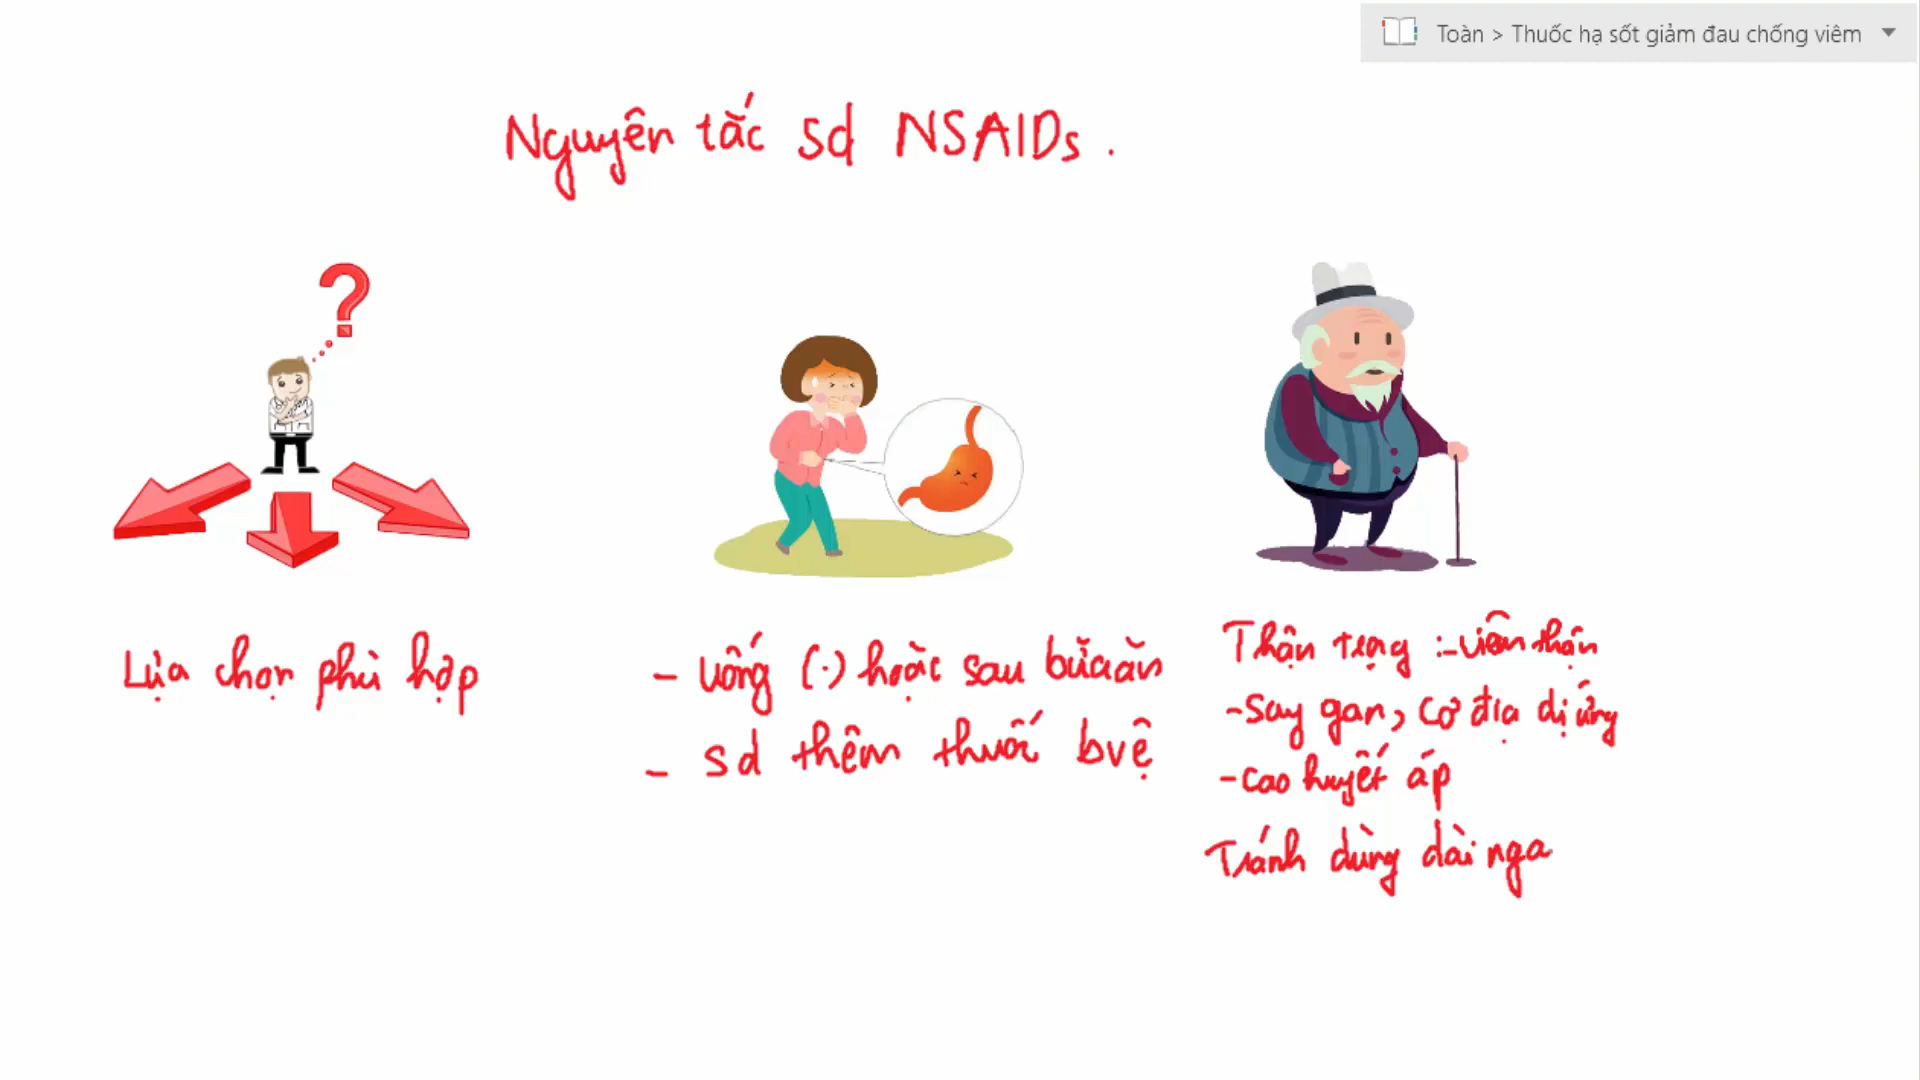 Toàn > Thuốc hạ sốt giảm đau chống viêm
Nguyên tắc sd NSAIDs.
Lựa chọn phù hợp
- Uống (.) hoặc sau bữa ăn
- sd thêm thuốc bvệ
Thận trọng :- viêm thận
- Suy gan, Cơ địa dị ứng
- Cao huyết áp
Tránh dùng dài nga